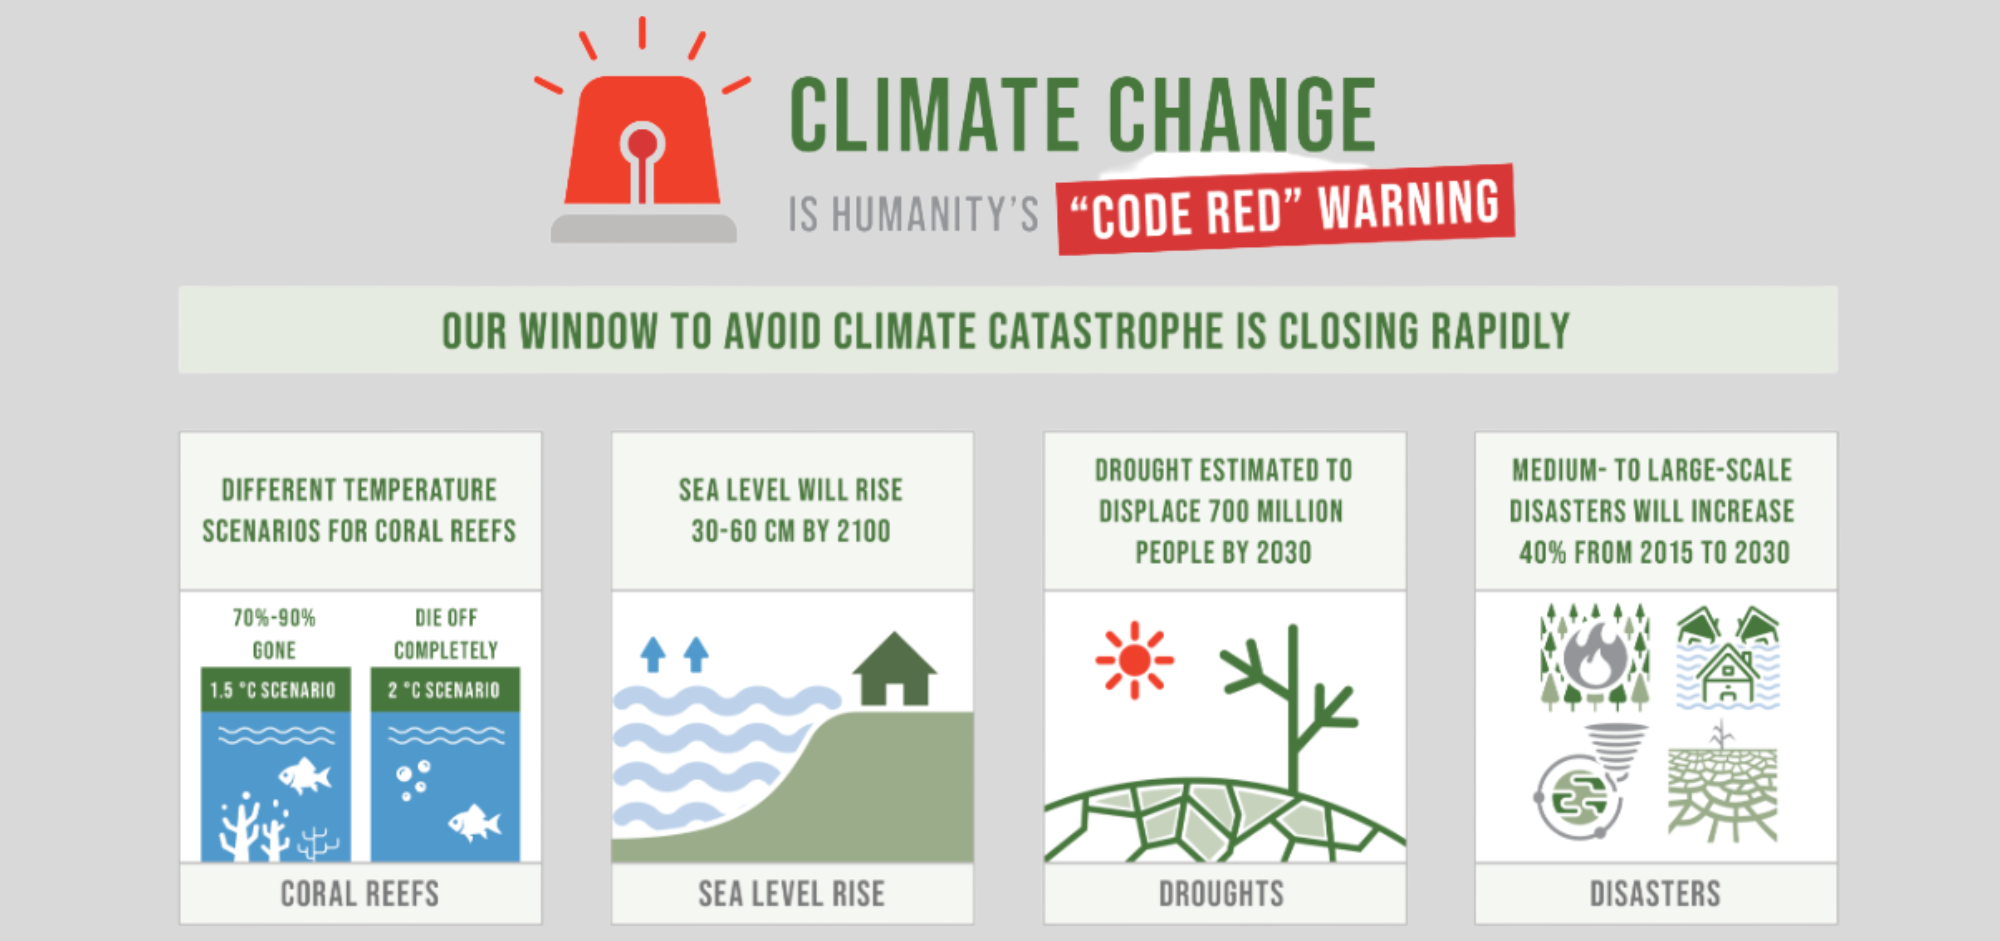 CLIMATE CHANGE
IS HUMANITY'S "CODE RED" WARNING
OUR WINDOW TO AVOID CLIMATE CATASTROPHE IS CLOSING RAPIDLY
DIFFERENT TEMPERATURE
SCENARIOS FOR CORAL REEFS
70%-90%
GONE
1.5 °C SCENARIO
DIE OFF
COMPLETELY
2 °C SCENARIO
CORAL REEFS
SEA LEVEL WILL RISE
30-60 CM BY 2100
SEA LEVEL RISE
DROUGHT ESTIMATED TO
DISPLACE 700 MILLION
PEOPLE BY 2030
DROUGHTS
MEDIUM- TO LARGE-SCALE
DISASTERS WILL INCREASE
40% FROM 2015 TO 2030
DISASTERS